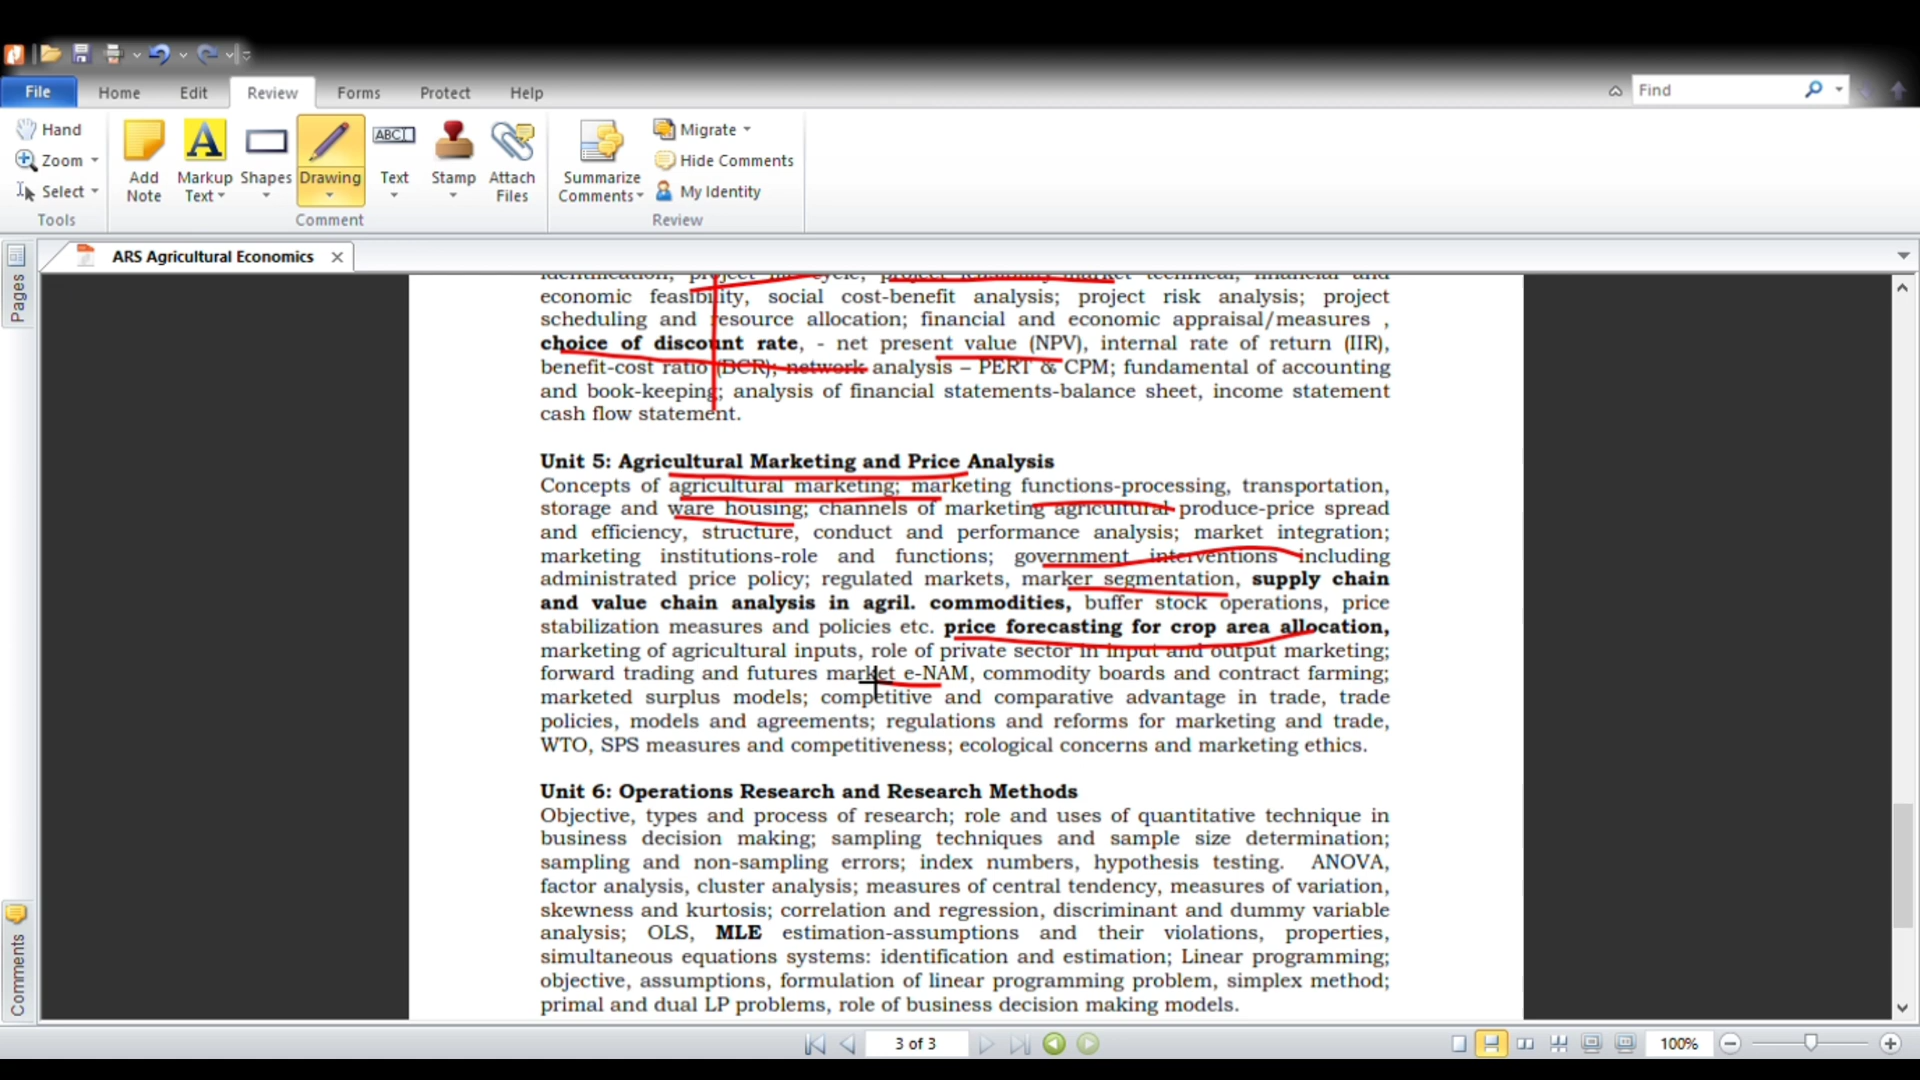 File Home Edit Review Forms Protect Help Find
Hand
Zoom
Select
Tools
Add Note
Markup Text
Shapes
Drawing
ABC
Text
Stamp
Attach Files
Comment
Summarize Comments
Migrate
Hide Comments
My Identity
Review
Pages
ARS Agricultural Economics
identification, project life cycle, project feasibility-market technical, financial and
economic feasibility, social cost-benefit analysis; project risk analysis; project
scheduling and resource allocation; financial and economic appraisal/measures ,
choice of discount rate, - net present value (NPV), internal rate of return (IIR),
benefit-cost ratio (BCR); network analysis – PERT & CPM; fundamental of accounting
and book-keeping; analysis of financial statements-balance sheet, income statement
cash flow statement.
Unit 5: Agricultural Marketing and Price Analysis
Concepts of agricultural marketing; marketing functions-processing, transportation,
storage and ware housing; channels of marketing agricultural produce-price spread
and efficiency, structure, conduct and performance analysis; market integration;
marketing institutions-role and functions; government interventions including
administrated price policy; regulated markets, marker segmentation, supply chain
and value chain analysis in agril. commodities, buffer stock operations, price
stabilization measures and policies etc. price forecasting for crop area allocation,
marketing of agricultural inputs, role of private sector in input and output marketing;
forward trading and futures market e-NAM, commodity boards and contract farming;
marketed surplus models; competitive and comparative advantage in trade, trade
policies, models and agreements; regulations and reforms for marketing and trade,
WTO, SPS measures and competitiveness; ecological concerns and marketing ethics.
Unit 6: Operations Research and Research Methods
Objective, types and process of research; role and uses of quantitative technique in
business decision making; sampling techniques and sample size determination;
sampling and non-sampling errors; index numbers, hypothesis testing. ANOVA,
factor analysis, cluster analysis; measures of central tendency, measures of variation,
skewness and kurtosis; correlation and regression, discriminant and dummy variable
analysis; OLS, MLE estimation-assumptions and their violations, properties,
simultaneous equations systems: identification and estimation; Linear programming;
objective, assumptions, formulation of linear programming problem, simplex method;
primal and dual LP problems, role of business decision making models.
Comments
3 of 3
100%